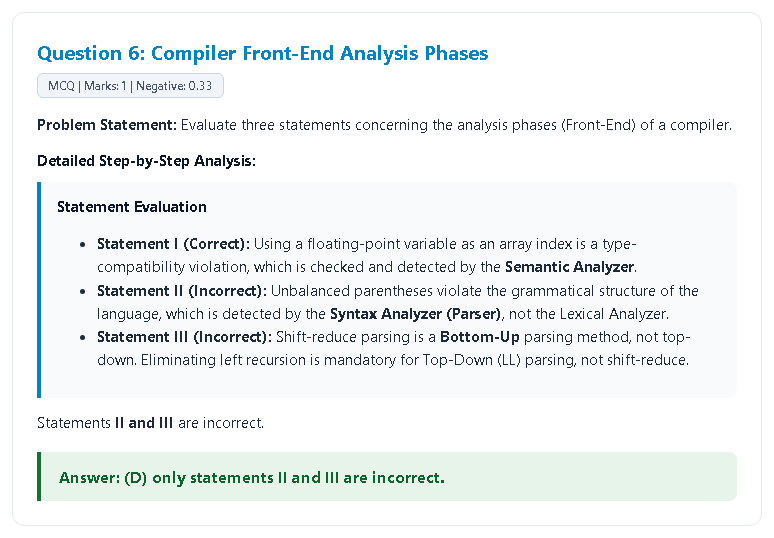 Question 6: Compiler Front-End Analysis Phases
MCQ | Marks: 1 | Negative: 0.33
Problem Statement: Evaluate three statements concerning the analysis phases (Front-End) of a compiler.
Detailed Step-by-Step Analysis:
Statement Evaluation
• Statement I (Correct): Using a floating-point variable as an array index is a type-
compatibility violation, which is checked and detected by the Semantic Analyzer.
• Statement II (Incorrect): Unbalanced parentheses violate the grammatical structure of the
language, which is detected by the Syntax Analyzer (Parser), not the Lexical Analyzer.
• Statement III (Incorrect): Shift-reduce parsing is a Bottom-Up parsing method, not top-
down. Eliminating left recursion is mandatory for Top-Down (LL) parsing, not shift-reduce.
Statements II and III are incorrect.
Answer: (D) only statements II and III are incorrect.